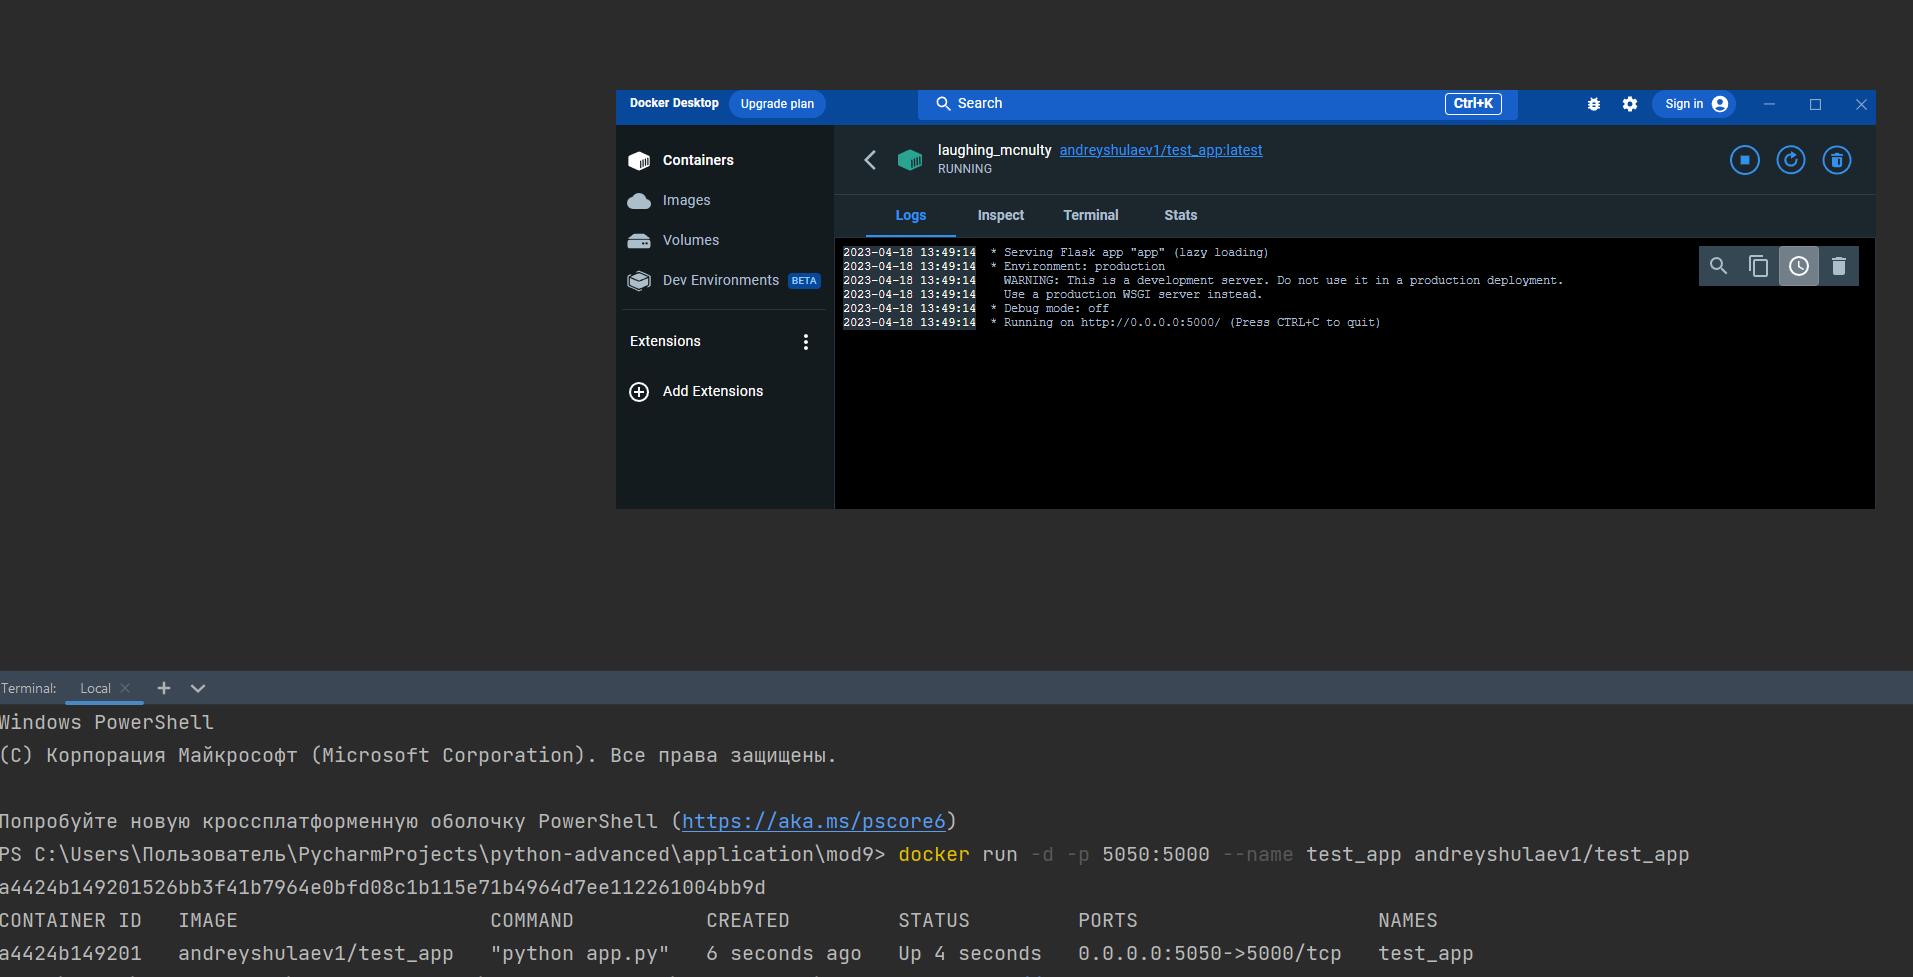 Docker Desktop Upgrade plan Search Ctrl+K Sign in
Containers
Images
Volumes
Dev Environments BETA
Extensions
Add Extensions
laughing_mcnulty andreyshulaev1/test_app:latest
RUNNING
Logs Inspect Terminal Stats
2023-04-18 13:49:14 * Serving Flask app "app" (lazy loading)
2023-04-18 13:49:14 * Environment: production
2023-04-18 13:49:14 WARNING: This is a development server. Do not use it in a production deployment.
2023-04-18 13:49:14 Use a production WSGI server instead.
2023-04-18 13:49:14 * Debug mode: off
2023-04-18 13:49:14 * Running on http://0.0.0.0:5000/ (Press CTRL+C to quit)
Terminal: Local
Windows PowerShell
(C) Корпорация Майкрософт (Microsoft Corporation). Все права защищены.
Попробуйте новую кроссплатформенную оболочку PowerShell (https://aka.ms/pscore6)
PS C:\Users\Пользователь\PycharmProjects\python-advanced\application\mod9> docker run -d -p 5050:5000 --name test_app andreyshulaev1/test_app
a4424b149201526bb3f41b7964e0bfd08c1b115e71b4964d7ee112261004bb9d
CONTAINER ID IMAGE COMMAND CREATED STATUS PORTS NAMES
a4424b149201 andreyshulaev1/test_app "python app.py" 6 seconds ago Up 4 seconds 0.0.0.0:5050->5000/tcp test_app